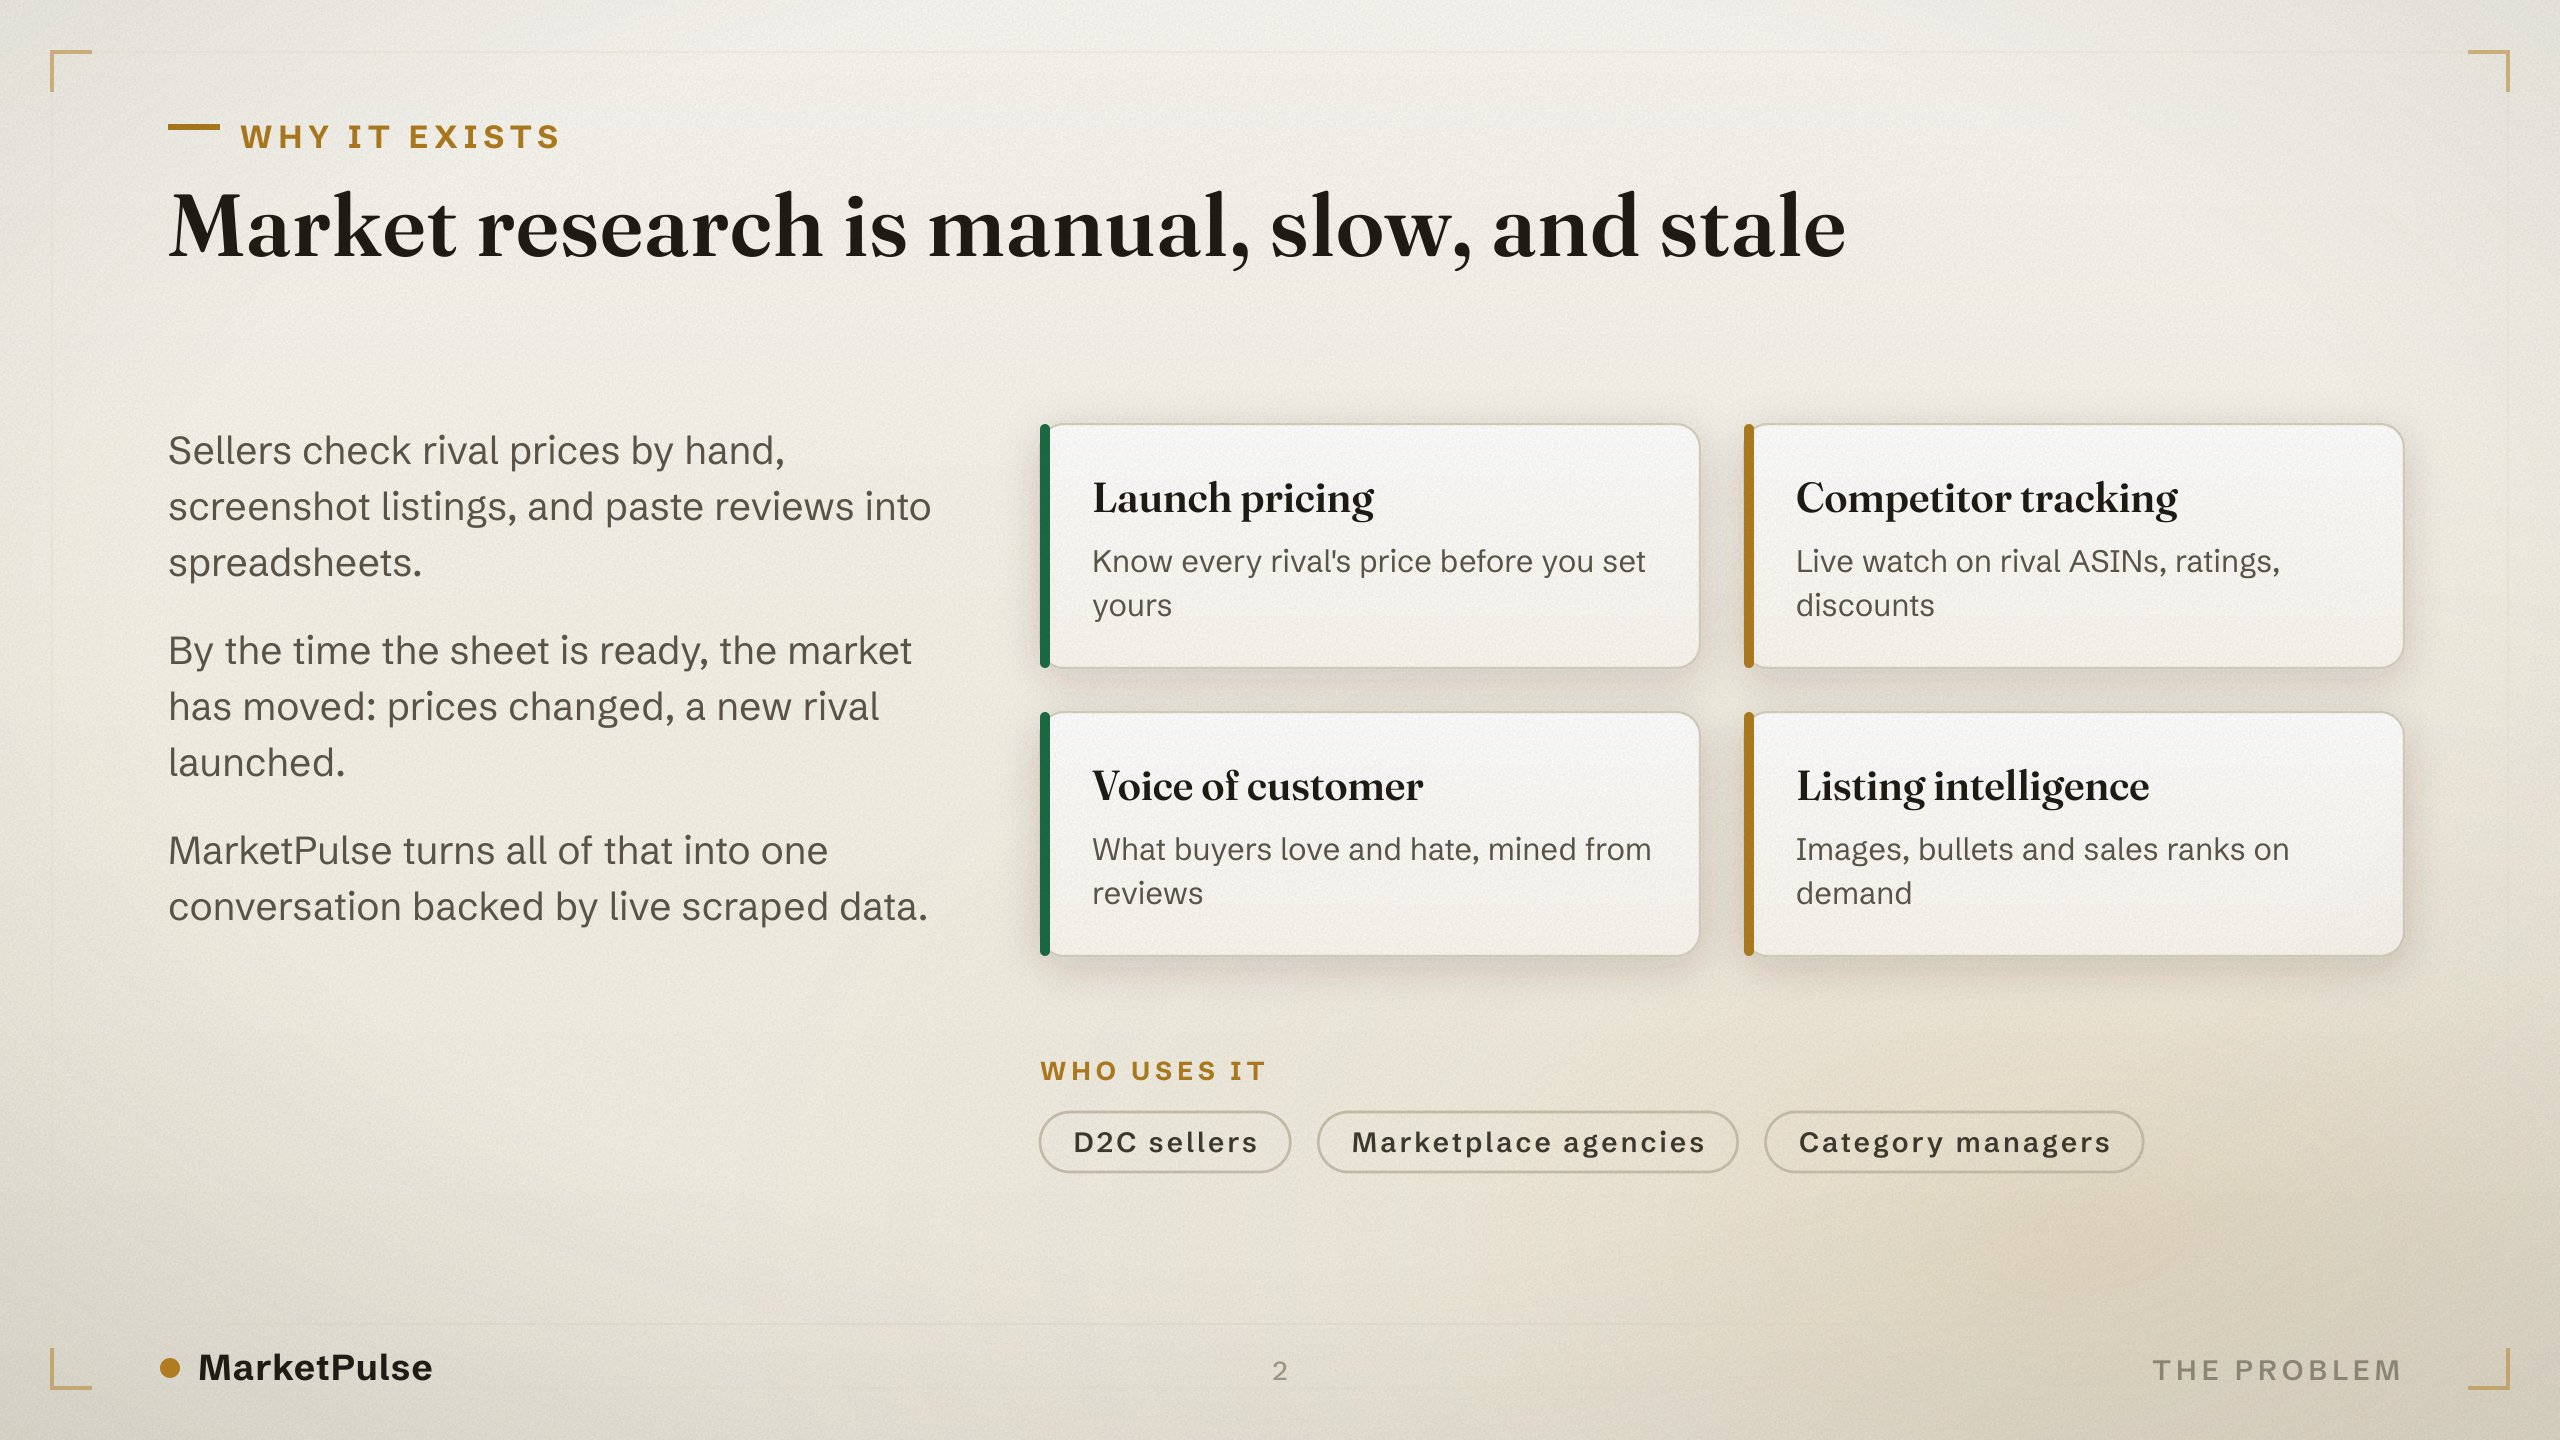 WHY IT EXISTS
Market research is manual, slow, and stale
Sellers check rival prices by hand,
screenshot listings, and paste reviews into
spreadsheets.
By the time the sheet is ready, the market
has moved: prices changed, a new rival
launched.
MarketPulse turns all of that into one
conversation backed by live scraped data.
Launch pricing
Know every rival's price before you set
yours
Competitor tracking
Live watch on rival ASINs, ratings,
discounts
Voice of customer
What buyers love and hate, mined from
reviews
Listing intelligence
Images, bullets and sales ranks on
demand
WHO USES IT
D2C sellers
Marketplace agencies
Category managers
MarketPulse
2
THE PROBLEM